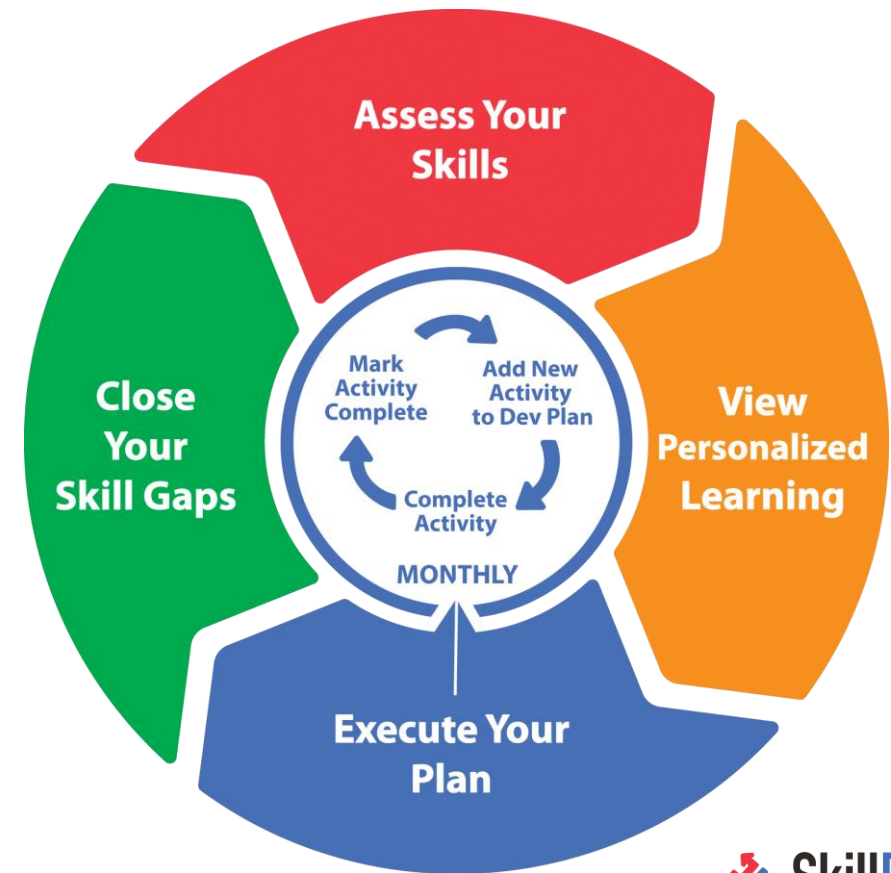 Assess Your
Skills
View
Personalized
Learning
Execute Your
Plan
Close
Your
Skill Gaps
Mark
Activity
Complete
Add New
Activity
to Dev Plan
Complete
Activity
MONTHLY